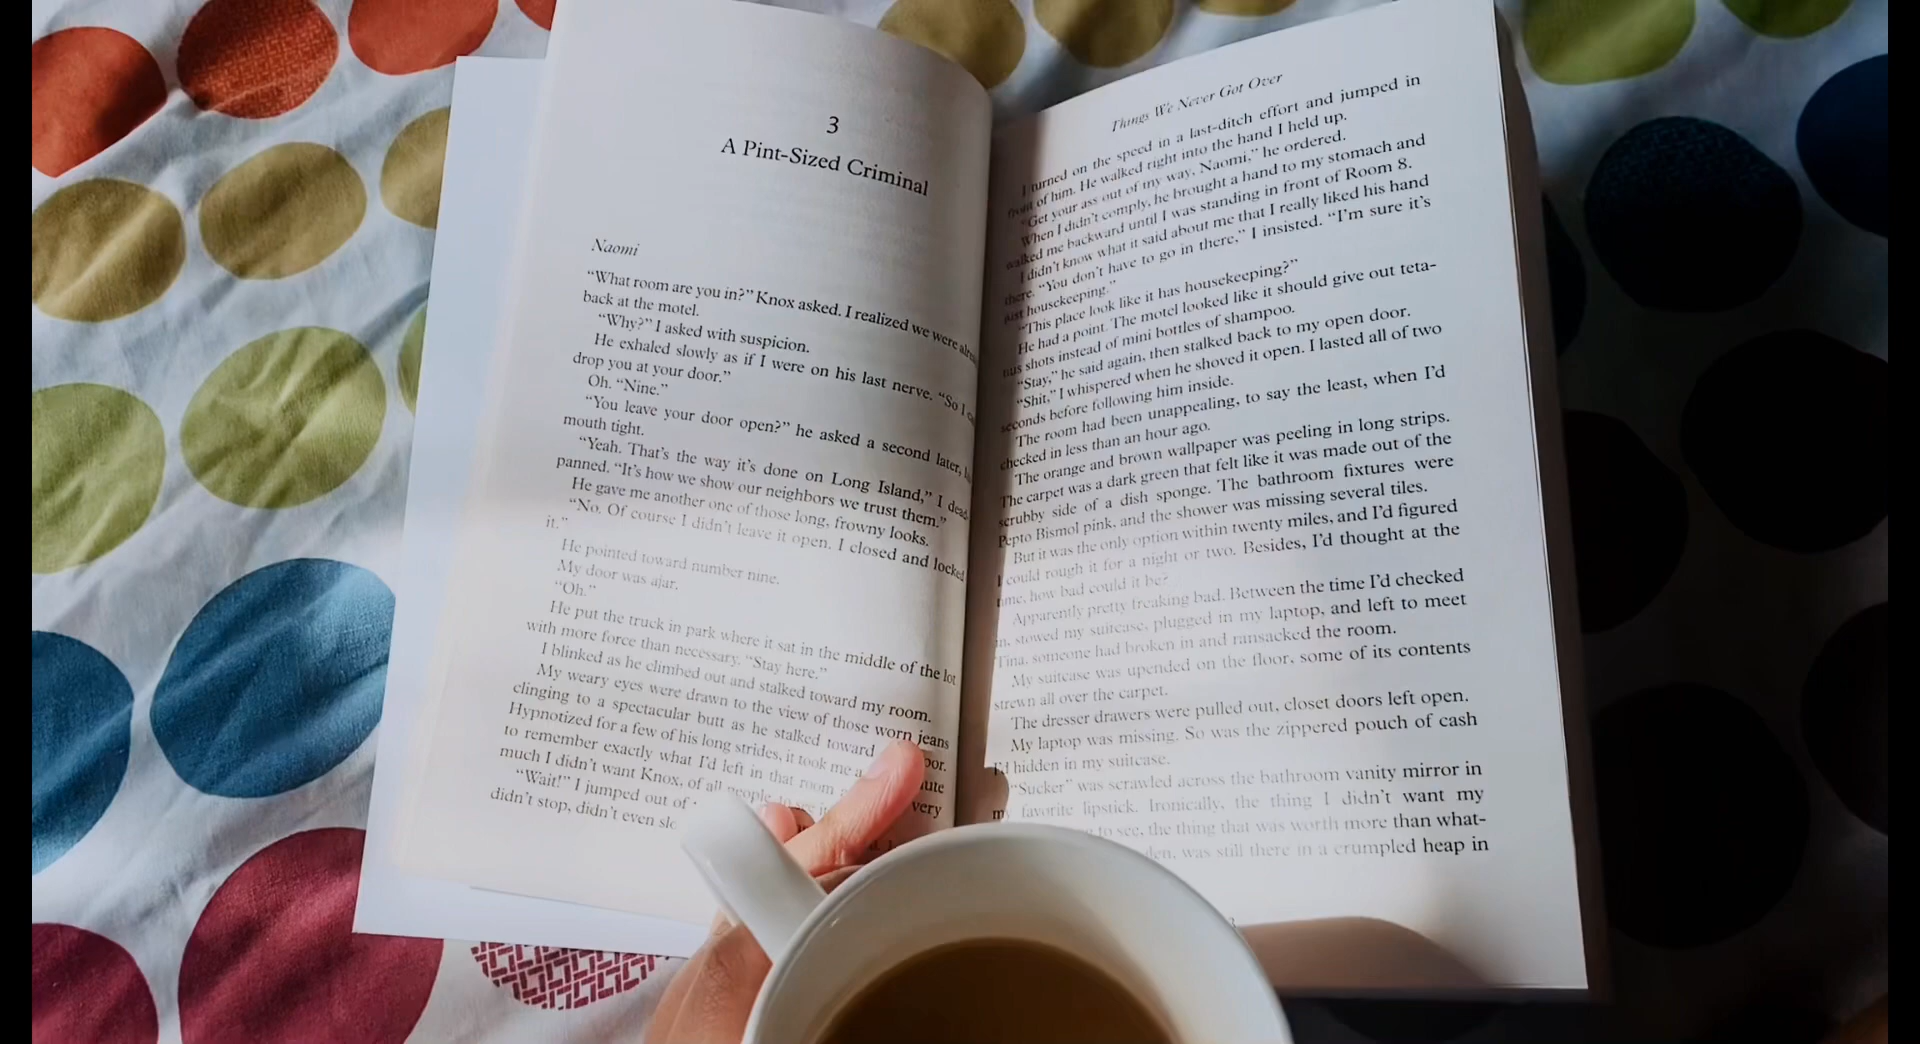 3
A Pint-Sized Criminal
Naomi
“What room are you in?” Knox asked. I realized we were
back at the motel.
“Why?” I asked with suspicion.
He exhaled slowly as if I were on his last nerve. “So I
drop you at your door.”
Oh. “Nine.”
“You leave your door open?” he asked a second later,
mouth tight.
“Yeah. That’s the way it’s done on Long Island,” I dead-
panned. “It’s how we show our neighbors we trust them.”
He gave me another one of those long, frowny looks.
“No. Of course I didn’t leave it open. I closed and locked
it.”
He pointed toward number nine.
My door was ajar.
“Oh.”
He put the truck in park where it sat in the middle of the lot
with more force than necessary. “Stay here.”
I blinked as he climbed out and stalked toward my room.
My weary eyes were drawn to the view of those worn jeans
clinging to a spectacular butt as he stalked toward
Hypnotized for a few of his long strides, it took me a
to remember exactly what I’d left in that room very
much I didn’t want Knox, of all people, to see
“Wait!” I jumped out of
didn’t stop, didn’t even
Things We Never Got Over
I turned on the speed in a last-ditch effort and jumped in
front of him. He walked right into the hand I held up.
“Get your ass out of my way, Naomi,” he ordered.
When I didn’t comply, he brought a hand to my stomach and
walked me backward until I was standing in front of Room 8.
I didn’t know what it said about me that I really liked his hand
there. “You don’t have to go in there,” I insisted. “I’m sure it’s
just housekeeping.”
“This place look like it has housekeeping?”
He had a point. The motel looked like it should give out teta-
nus shots instead of mini bottles of shampoo.
“Stay,” he said again, then stalked back to my open door.
“Shit,” I whispered when he shoved it open. I lasted all of two
seconds before following him inside.
The room had been unappealing, to say the least, when I’d
checked in less than an hour ago.
The orange and brown wallpaper was peeling in long strips.
The carpet was a dark green that felt like it was made out of the
scrubby side of a dish sponge. The bathroom fixtures were
Pepto Bismol pink, and the shower was missing several tiles.
But it was the only option within twenty miles, and I’d figured
I could rough it for a night or two. Besides, I’d thought at the
time, how bad could it be?
Apparently pretty freaking bad. Between the time I’d checked
in, stowed my suitcase, plugged in my laptop, and left to meet
Tina, someone had broken in and ransacked the room.
My suitcase was upended on the floor, some of its contents
strewn all over the carpet.
The dresser drawers were pulled out, closet doors left open.
My laptop was missing. So was the zippered pouch of cash
I’d hidden in my suitcase.
“Sucker” was scrawled across the bathroom vanity mirror in
my favorite lipstick. Ironically, the thing I didn’t want my
to see, the thing that was worth more than what-
was still there in a crumpled heap in